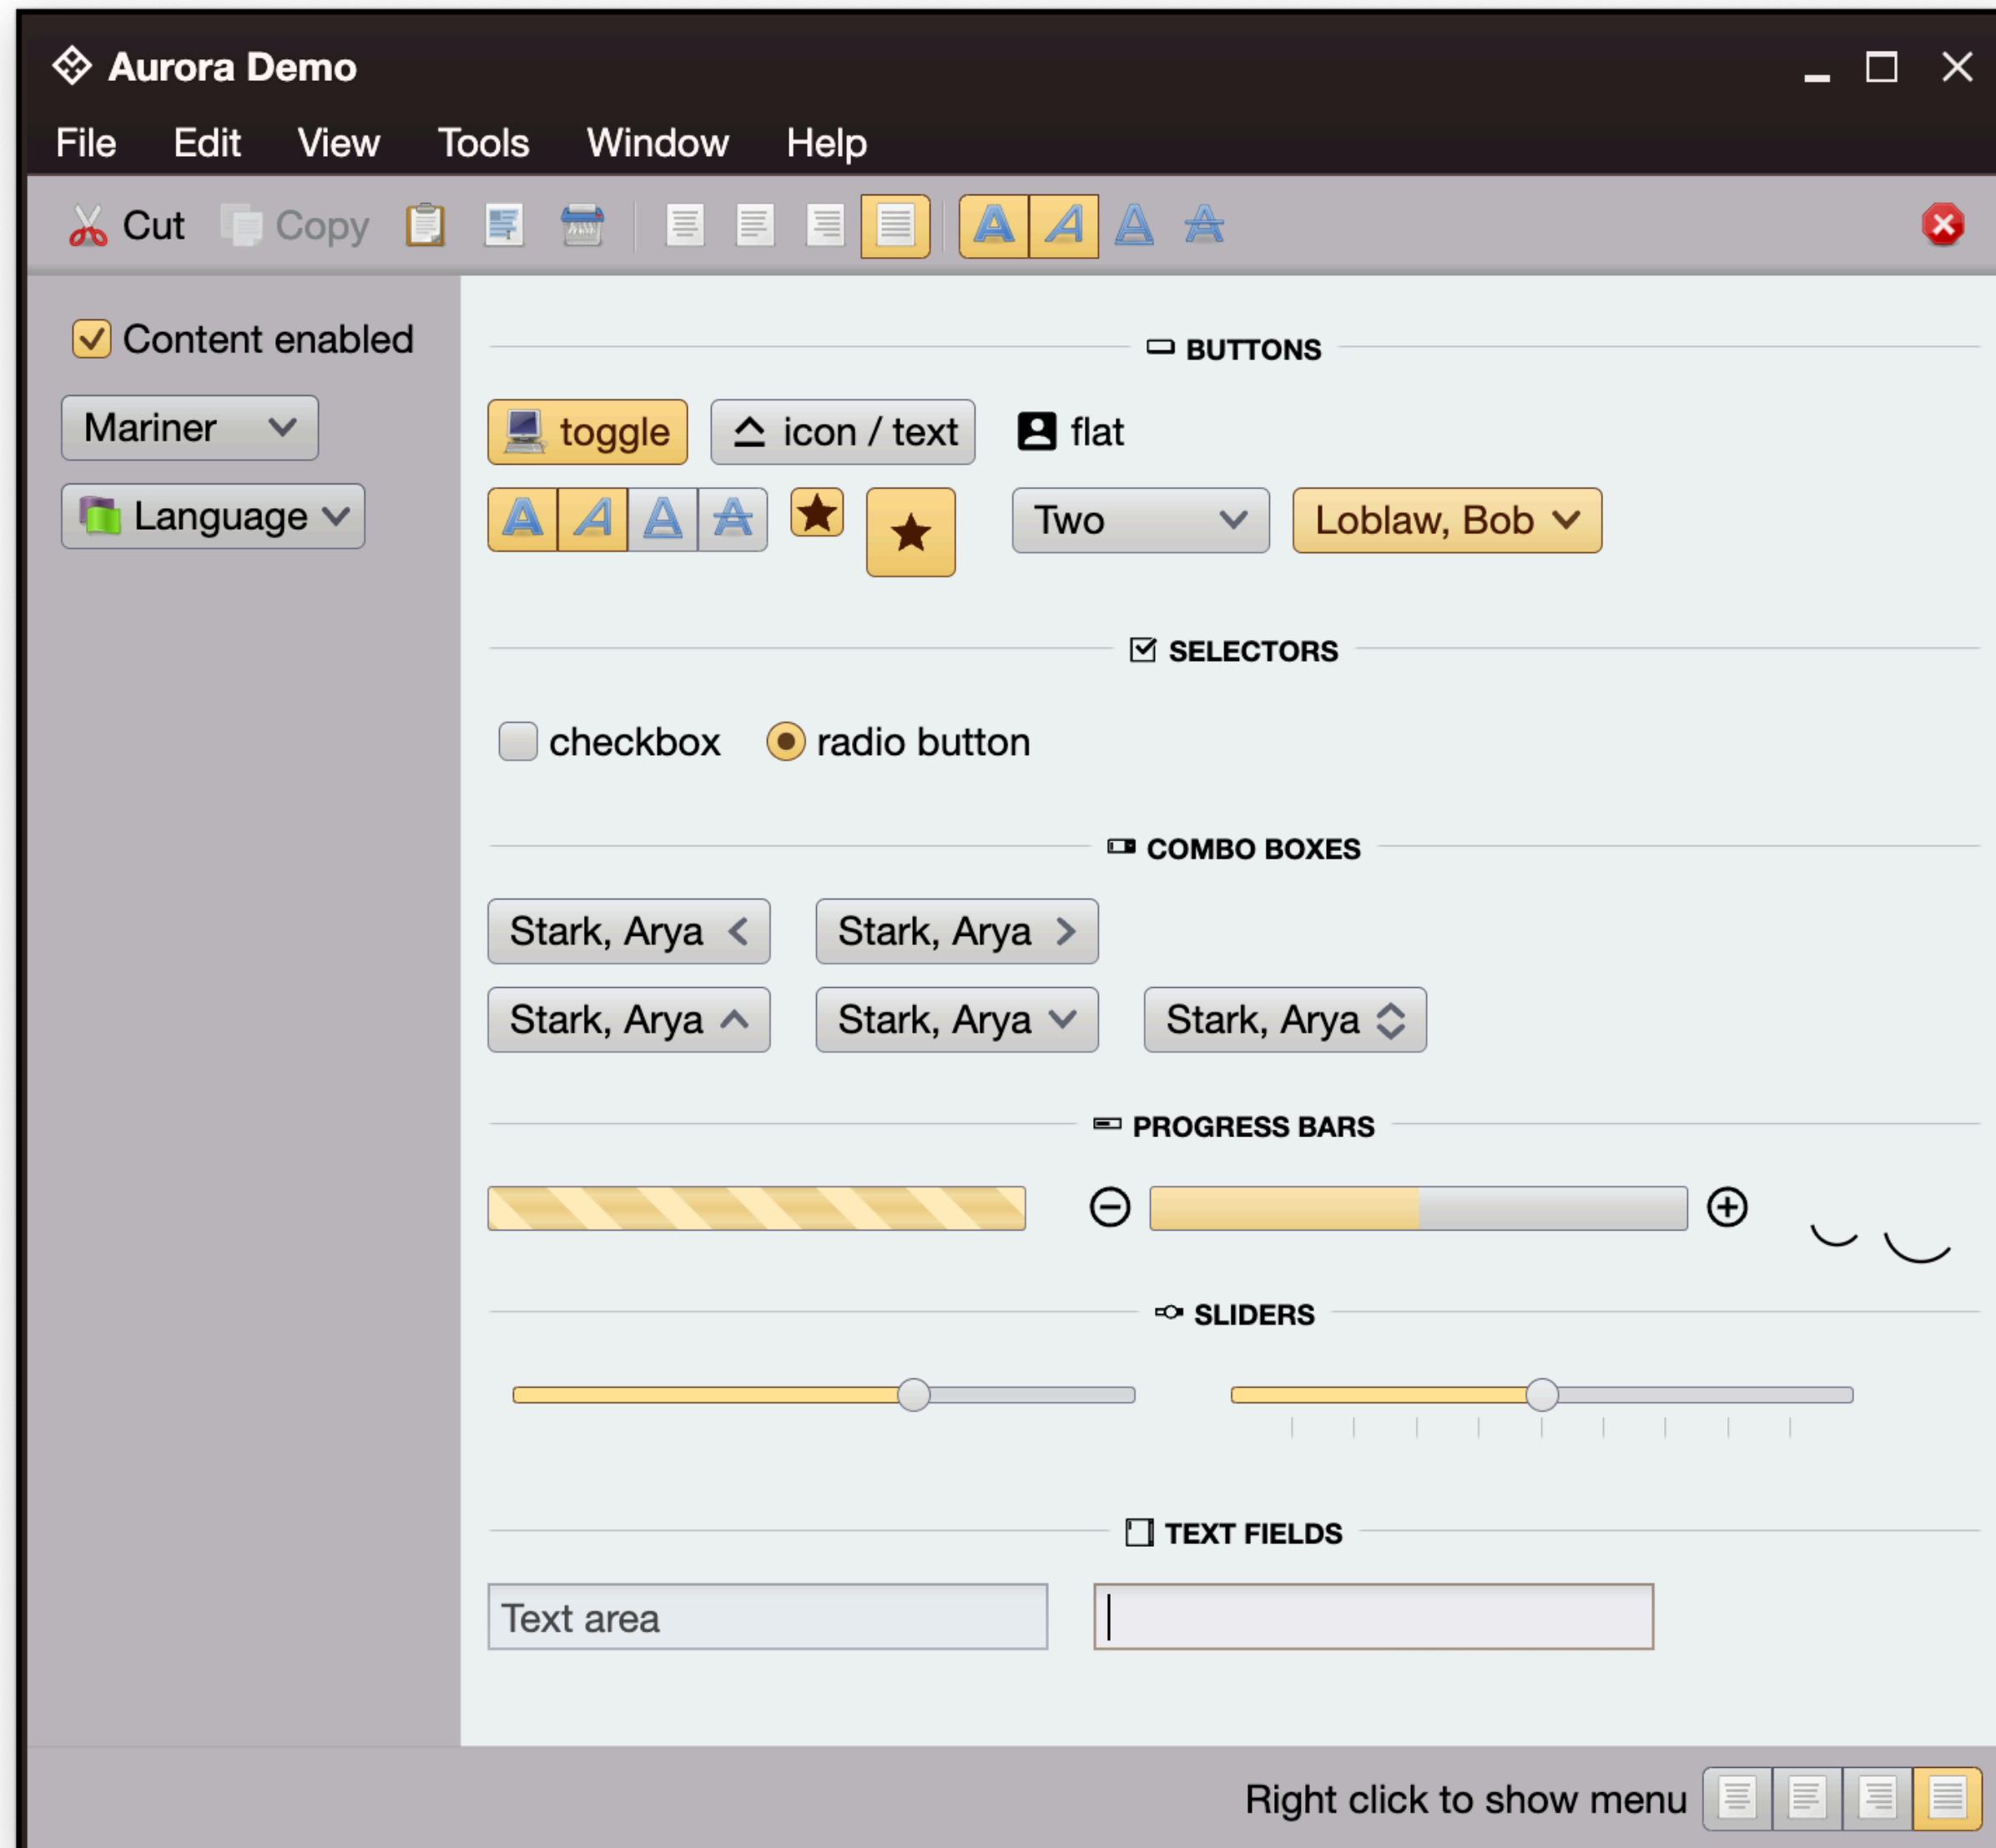 Aurora Demo
File Edit View Tools Window Help
Cut Copy
Content enabled
Mariner
Language
BUTTONS
toggle icon / text flat
Two Loblaw, Bob
SELECTORS
checkbox radio button
COMBO BOXES
Stark, Arya Stark, Arya
Stark, Arya Stark, Arya Stark, Arya
PROGRESS BARS
SLIDERS
TEXT FIELDS
Text area
Right click to show menu